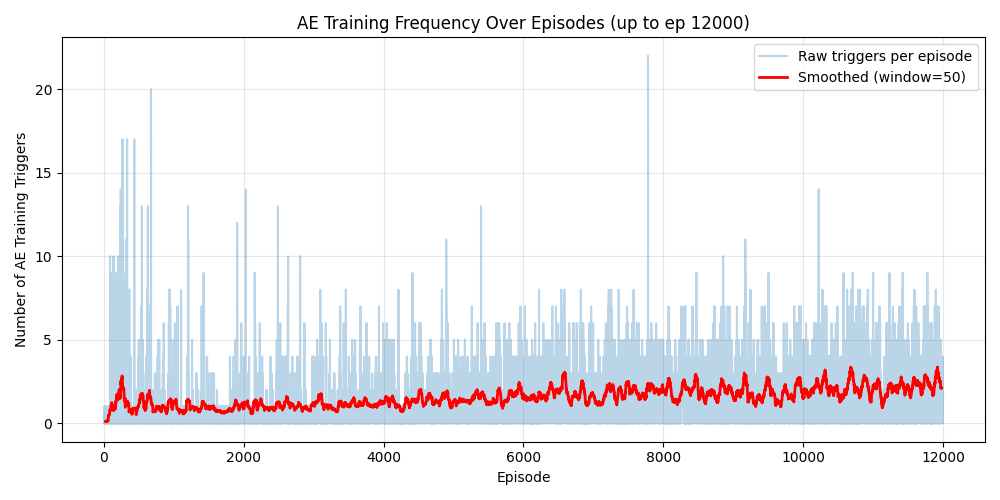 AE Training Frequency Over Episodes (up to ep 12000)
Raw triggers per episode
Smoothed (window=50)
Number of AE Training Triggers
20
15
10
5
0
0 2000 4000 6000 8000 10000 12000
Episode